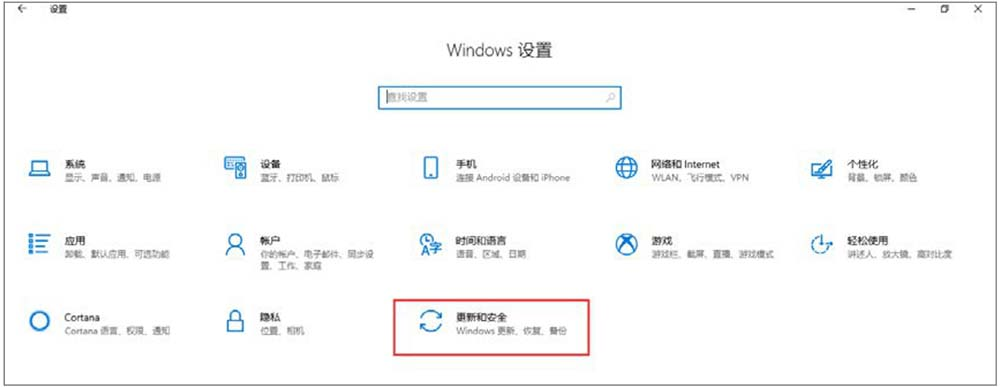 设置
Windows 设置
查找设置
系统
显示、声音、通知、电源
设备
蓝牙、打印机、鼠标
手机
连接 Android 设备和 iPhone
网络和 Internet
WLAN、飞行模式、VPN
个性化
背景、锁屏、颜色
应用
卸载、默认应用、可选功能
帐户
你的帐户、电子邮件、同步设
置、工作、家庭
时间和语言
语音、区域、日期
游戏
游戏栏、截屏、直播、游戏模式
轻松使用
讲述人、放大镜、高对比度
Cortana
Cortana 语言、权限、通知
隐私
位置、相机
更新和安全
Windows 更新、恢复、备份